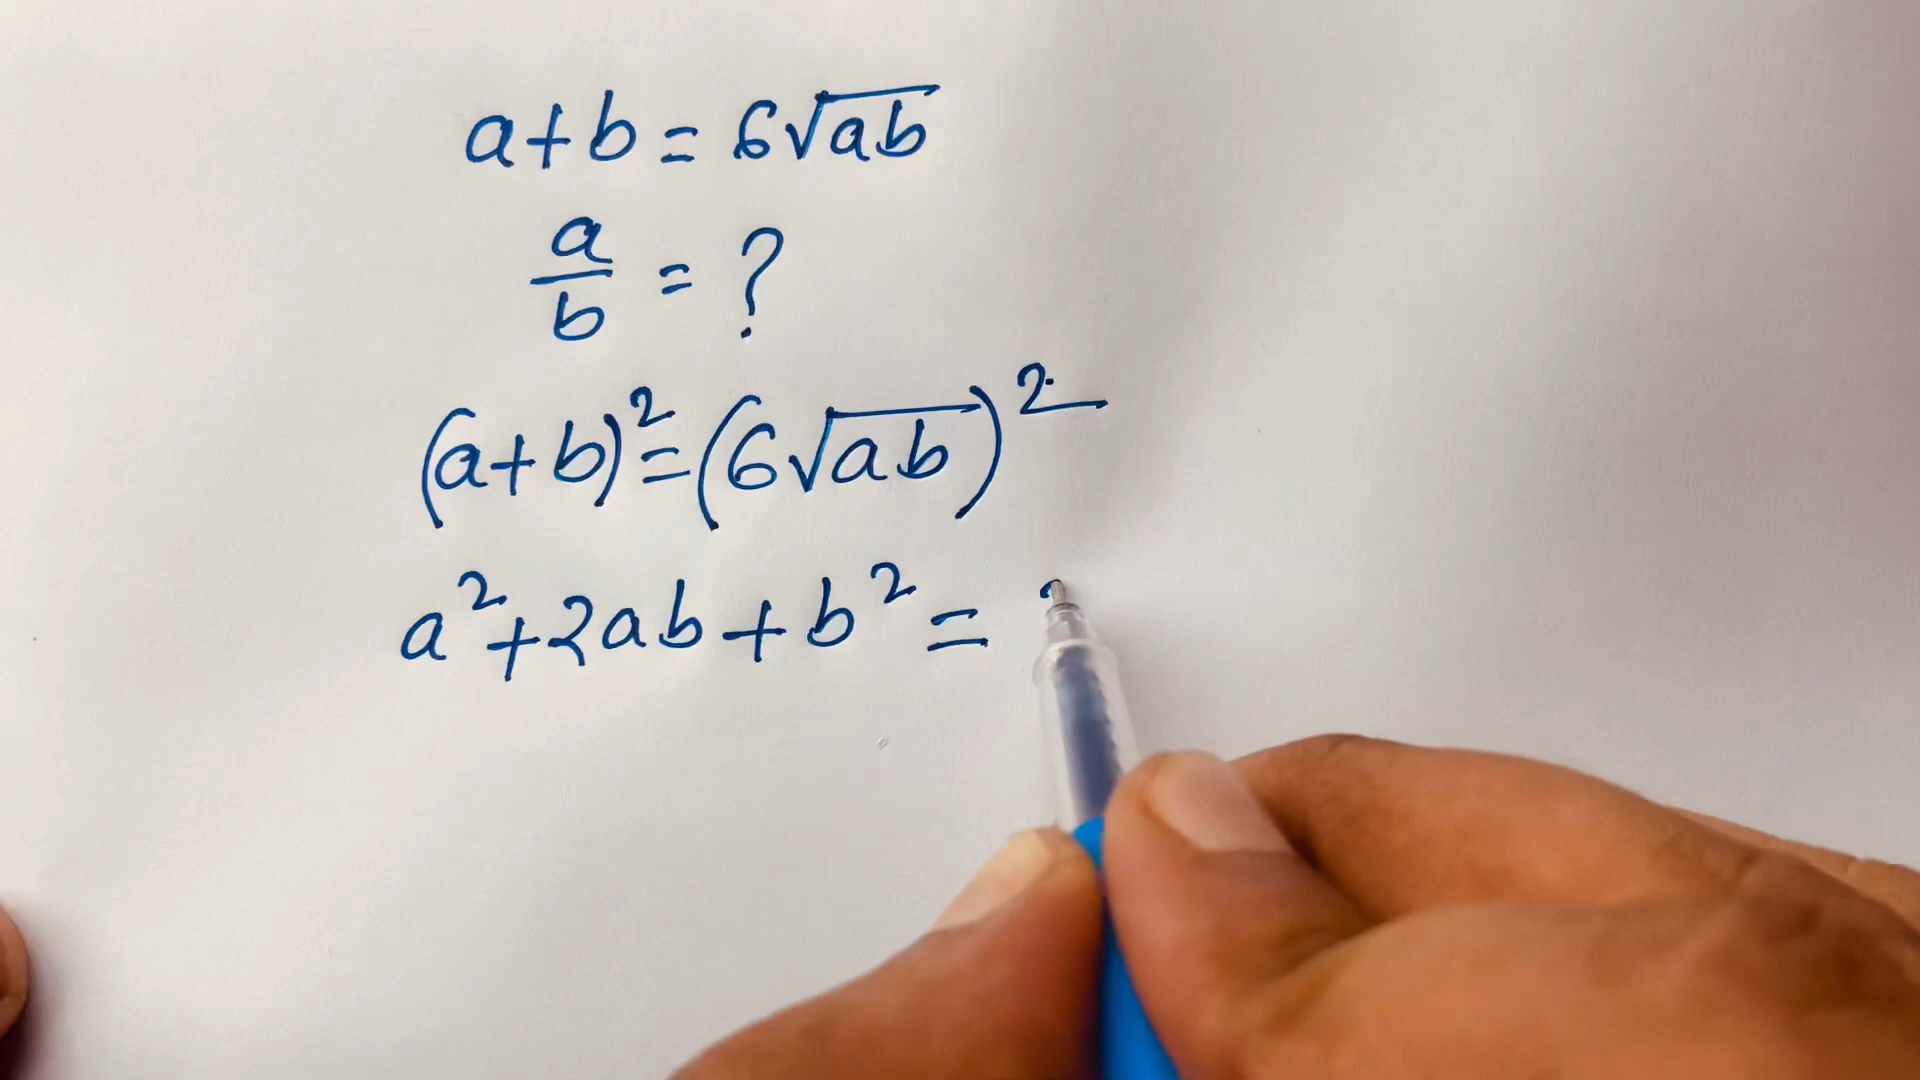 a+b = 6√ab
a/b = ?
(a+b)² = (6√ab)²
a²+2ab+b² =